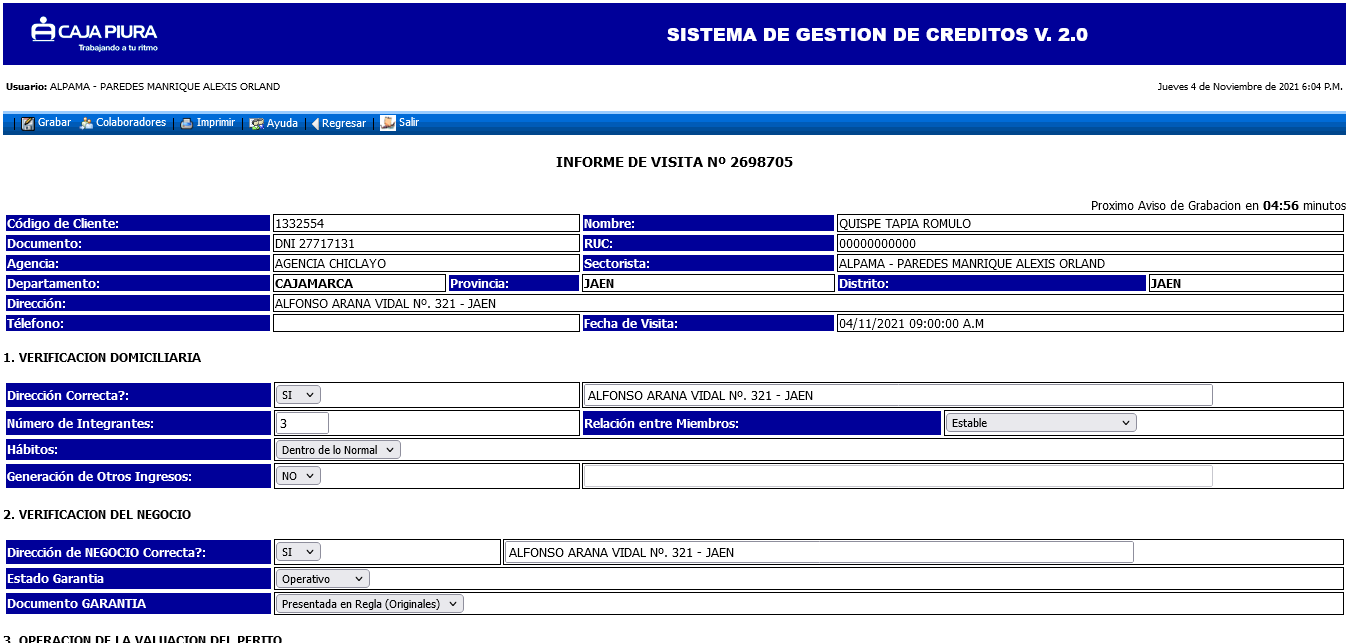 CAJA PIURA
Trabajando a tu ritmo
SISTEMA DE GESTION DE CREDITOS V. 2.0
Usuario: ALPAMA - PAREDES MANRIQUE ALEXIS ORLAND
Jueves 4 de Noviembre de 2021 6:04 P.M.
Grabar Colaboradores Imprimir Ayuda Regresar Salir
INFORME DE VISITA Nº 2698705
Proximo Aviso de Grabacion en 04:56 minutos
Código de Cliente: 1332554 Nombre: QUISPE TAPIA ROMULO
Documento: DNI 27717131 RUC: 00000000000
Agencia: AGENCIA CHICLAYO Sectorista: ALPAMA - PAREDES MANRIQUE ALEXIS ORLAND
Departamento: CAJAMARCA Provincia: JAEN Distrito: JAEN
Dirección: ALFONSO ARANA VIDAL Nº. 321 - JAEN
Télefono: Fecha de Visita: 04/11/2021 09:00:00 A.M
1. VERIFICACION DOMICILIARIA
Dirección Correcta?: SI ALFONSO ARANA VIDAL Nº. 321 - JAEN
Número de Integrantes: 3 Relación entre Miembros: Estable
Hábitos: Dentro de lo Normal
Generación de Otros Ingresos: NO
2. VERIFICACION DEL NEGOCIO
Dirección de NEGOCIO Correcta?: SI ALFONSO ARANA VIDAL Nº. 321 - JAEN
Estado Garantia Operativo
Documento GARANTIA Presentada en Regla (Originales)
3. OPERACION DE LA VALUACION DEL PERITO